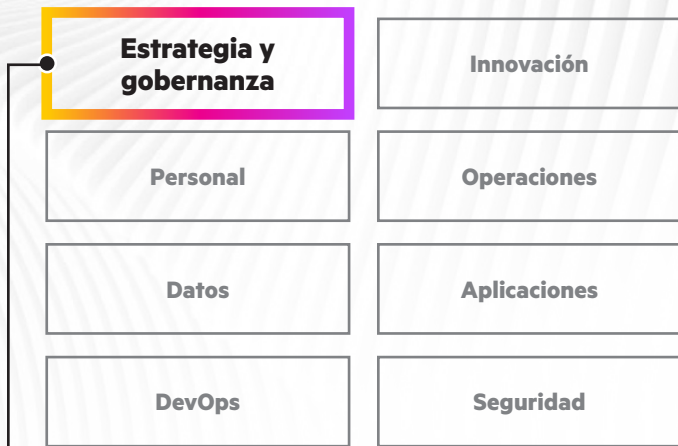 Estrategia y
gobernanza
Innovación
Personal
Operaciones
Datos
Aplicaciones
DevOps
Seguridad